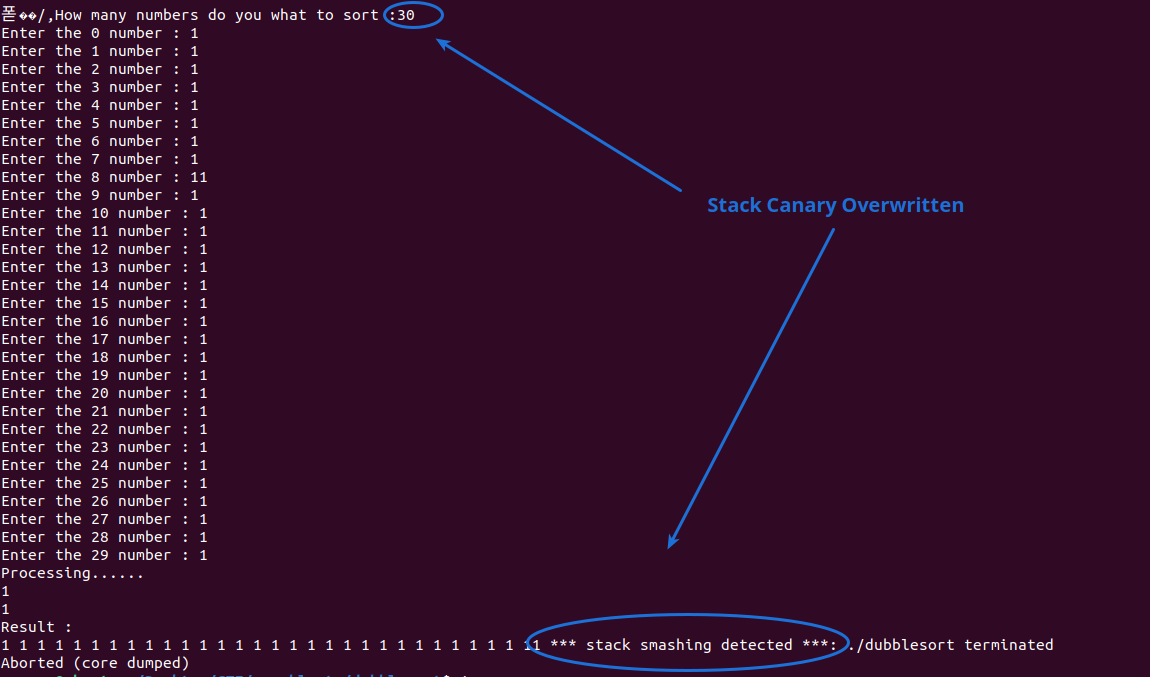 폳��/,How many numbers do you what to sort :30
Enter the 0 number : 1
Enter the 1 number : 1
Enter the 2 number : 1
Enter the 3 number : 1
Enter the 4 number : 1
Enter the 5 number : 1
Enter the 6 number : 1
Enter the 7 number : 1
Enter the 8 number : 11
Enter the 9 number : 1
Enter the 10 number : 1
Stack Canary Overwritten
Enter the 11 number : 1
Enter the 12 number : 1
Enter the 13 number : 1
Enter the 14 number : 1
Enter the 15 number : 1
Enter the 16 number : 1
Enter the 17 number : 1
Enter the 18 number : 1
Enter the 19 number : 1
Enter the 20 number : 1
Enter the 21 number : 1
Enter the 22 number : 1
Enter the 23 number : 1
Enter the 24 number : 1
Enter the 25 number : 1
Enter the 26 number : 1
Enter the 27 number : 1
Enter the 28 number : 1
Enter the 29 number : 1
Processing......
1
1
Result :
1 1 1 1 1 1 1 1 1 1 1 1 1 1 1 1 1 1 1 1 1 1 1 1 1 1 1 1 1 11 *** stack smashing detected ***: ./dubblesort terminated
Aborted (core dumped)